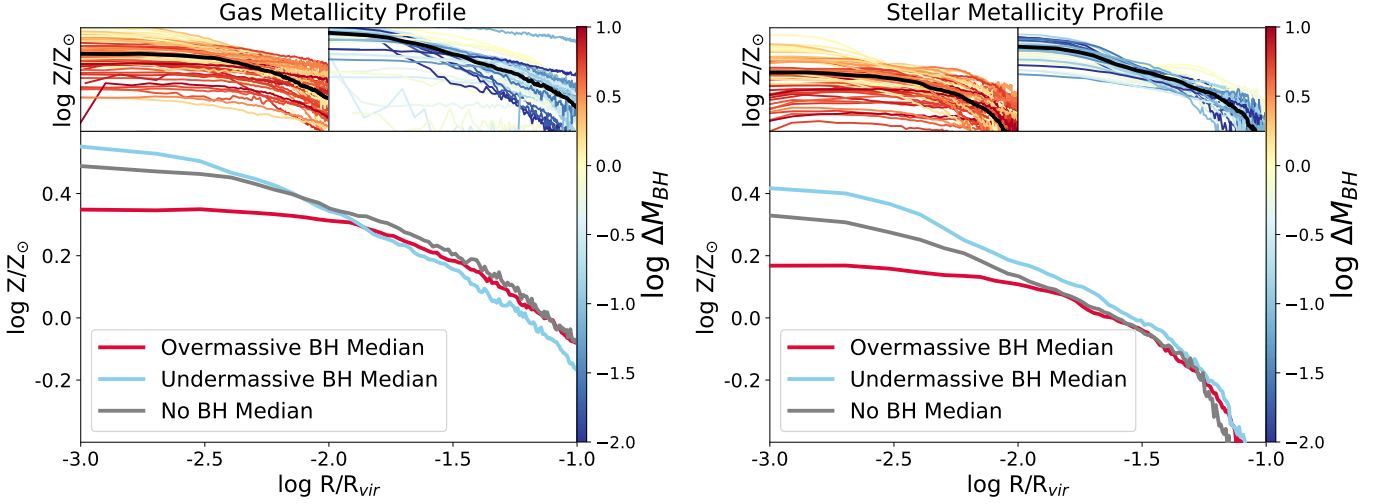 Gas Metallicity Profile
log Z/Z⊙
0.4
0.2
0.0
-0.2
log Z/Z⊙
Overmassive BH Median
Undermassive BH Median
No BH Median
-3.0 -2.5 -2.0 -1.5 -1.0
log R/Rvir
1.0
0.5
0.0
−0.5
−1.0
−1.5
−2.0
log ΔMBH
Stellar Metallicity Profile
log Z/Z⊙
0.4
0.2
0.0
-0.2
log Z/Z⊙
Overmassive BH Median
Undermassive BH Median
No BH Median
-3.0 -2.5 -2.0 -1.5 -1.0
log R/Rvir
1.0
0.5
0.0
−0.5
−1.0
−1.5
−2.0
log ΔMBH